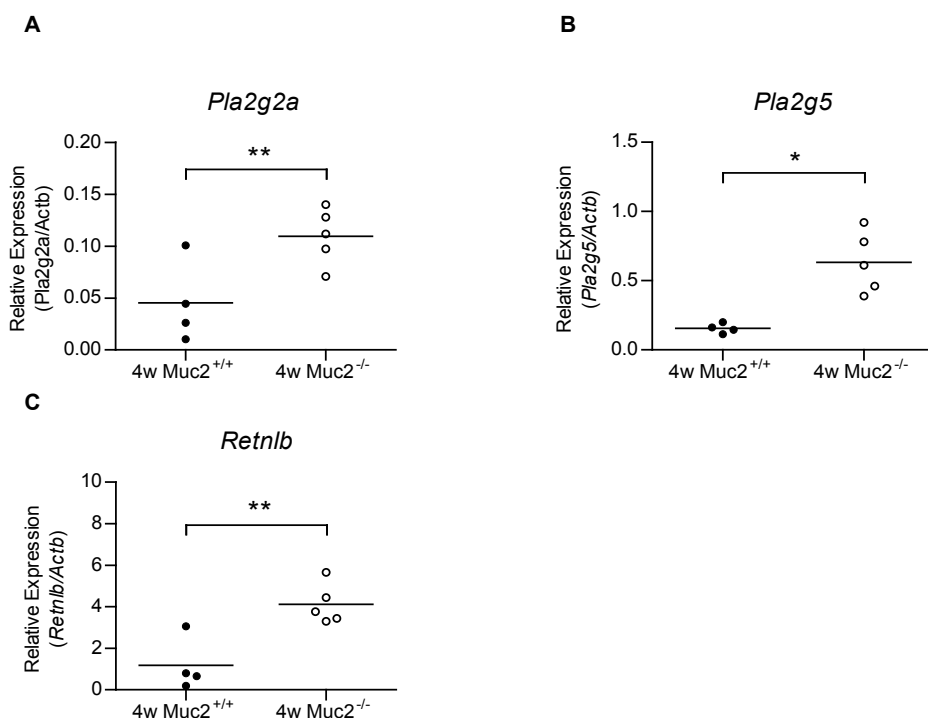 A
Pla2g2a
Relative Expression
(Pla2g2a/Actb)
0.20
0.15
0.10
0.05
0.00
**
4w Muc2+/+
4w Muc2-/-
B
Pla2g5
Relative Expression
(Pla2g5/Actb)
1.5
1.0
0.5
0.0
*
4w Muc2+/+
4w Muc2-/-
C
Retnlb
Relative Expression
(Retnlb/Actb)
10
8
6
4
2
0
**
4w Muc2+/+
4w Muc2-/-